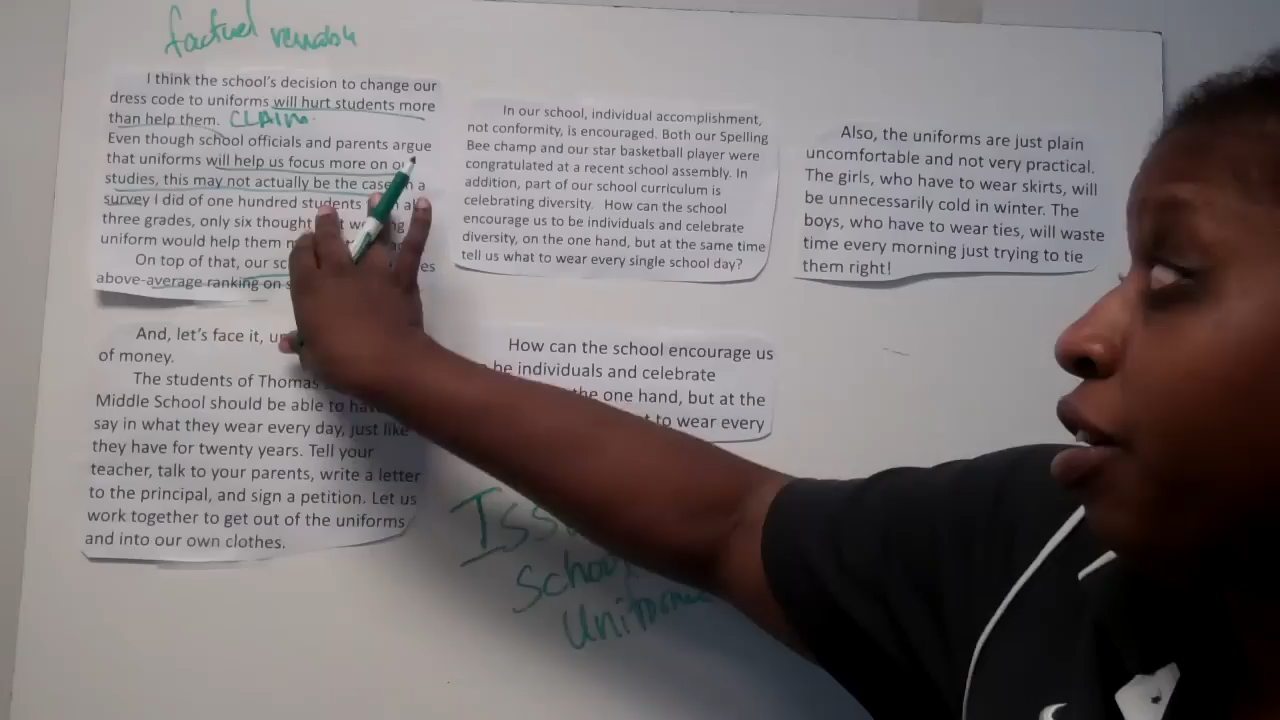 factual
I think the school's decision to change our
dress code to uniforms will hurt students more
than help them. CLAIM
Even though school officials and parents argue
that uniforms will help us focus more on
studies, this may not actually be the case a
survey I did of one hundred students
three grades, only six thought
uniform would help them
On top of that, our
above-average ranking on
And, let's face it,
of money.
The students of Thomas
Middle School should be able to
say in what they wear every day, just like
they have for twenty years. Tell your
teacher, talk to your parents, write a letter
to the principal, and sign a petition. Let us
work together to get out of the uniforms
and into our own clothes.
In our school, individual accomplishment,
not conformity, is encouraged. Both our Spelling
Bee champ and our star basketball player were
congratulated at a recent school assembly. In
addition, part of our school curriculum is
celebrating diversity. How can the school
encourage us to be individuals and celebrate
diversity, on the one hand, but at the same time
tell us what to wear every single school day?
How can the school encourage us
be individuals and celebrate
the one hand, but at the
to wear every
Also, the uniforms are just plain
uncomfortable and not very practical.
The girls, who have to wear skirts, will
be unnecessarily cold in winter. The
boys, who have to wear ties, will waste
time every morning just trying to tie
them right!
School
Uniforms